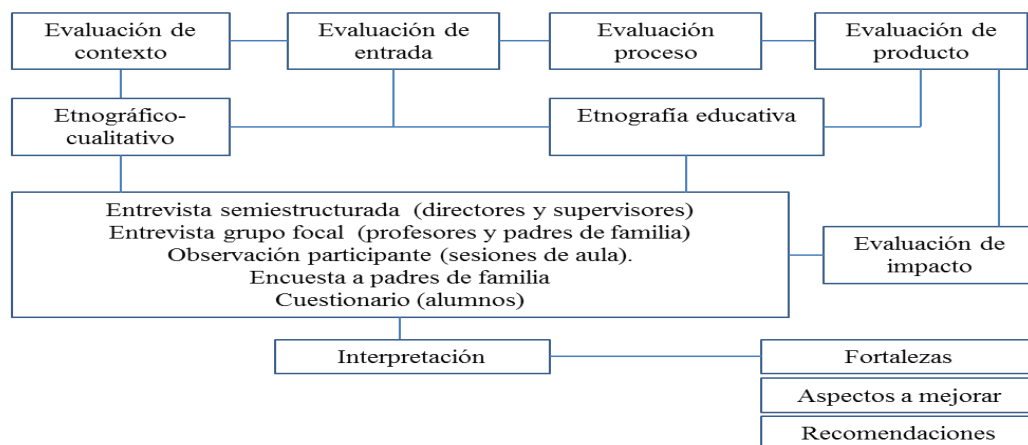 Evaluación de
contexto
Evaluación de
entrada
Evaluación
proceso
Evaluación de
producto
Etnográfico-
cualitativo
Etnografía educativa
Entrevista semiestructurada (directores y supervisores)
Entrevista grupo focal (profesores y padres de familia)
Observación participante (sesiones de aula).
Encuesta a padres de familia
Cuestionario (alumnos)
Evaluación de
impacto
Interpretación
Fortalezas
Aspectos a mejorar
Recomendaciones